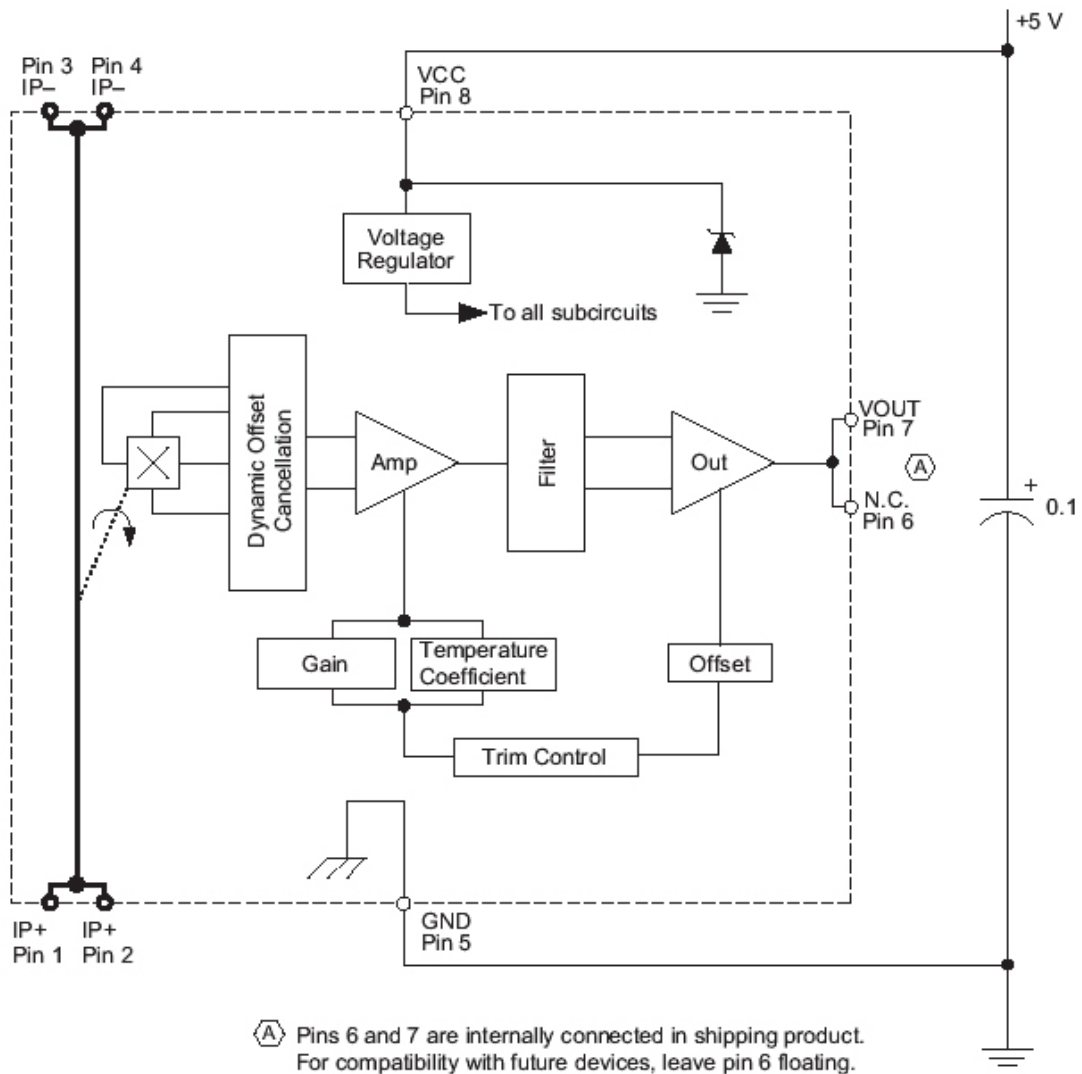 +5 V
Pin 3 Pin 4
IP– IP–
VCC
Pin 8
Voltage
Regulator
To all subcircuits
Dynamic Offset
Cancellation
Amp
Filter
Out
VOUT
Pin 7
A
N.C.
Pin 6
+
0.1
Gain
Temperature
Coefficient
Offset
Trim Control
IP+ IP+
Pin 1 Pin 2
GND
Pin 5
A Pins 6 and 7 are internally connected in shipping product.
For compatibility with future devices, leave pin 6 floating.